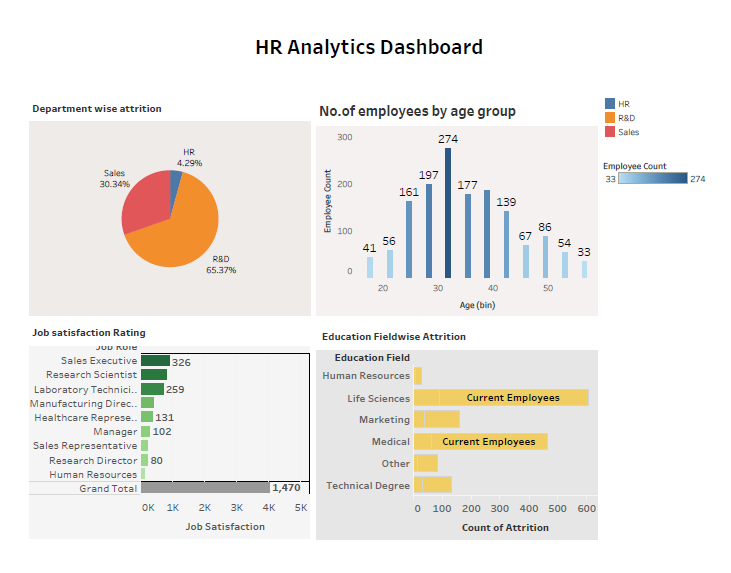 HR Analytics Dashboard
Department wise attrition
HR
4.29%
Sales
30.34%
R&D
65.37%
No.of employees by age group
300
200
100
0
Employee Count
41
56
161
197
274
177
139
67
86
54
33
20
30
40
50
Age (bin)
HR
R&D
Sales
Employee Count
33
274
Job satisfaction Rating
Job Role
Sales Executive
326
Research Scientist
Laboratory Technici..
259
Manufacturing Direc..
Healthcare Represe..
131
Manager
102
Sales Representative
Research Director
80
Human Resources
Grand Total
1,470
0K 1K 2K 3K 4K 5K
Job Satisfaction
Education Fieldwise Attrition
Education Field
Human Resources
Life Sciences
Current Employees
Marketing
Medical
Current Employees
Other
Technical Degree
0 100 200 300 400 500 600
Count of Attrition